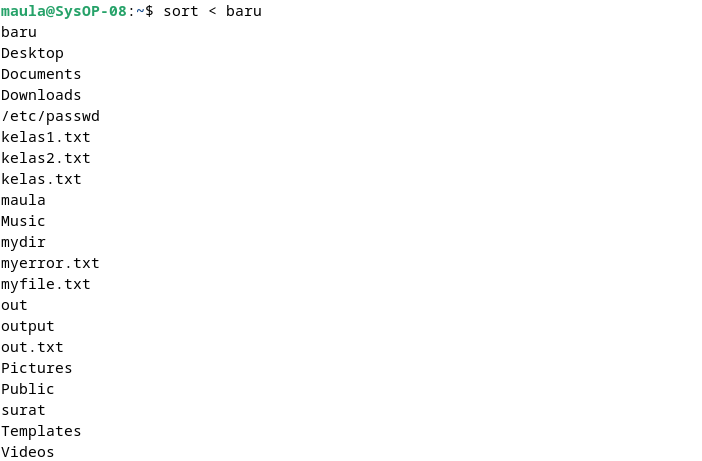 maula@SysOP-08:~$ sort < baru
baru
Desktop
Documents
Downloads
/etc/passwd
kelas1.txt
kelas2.txt
kelas.txt
maula
Music
mydir
myerror.txt
myfile.txt
out
output
out.txt
Pictures
Public
surat
Templates
Videos